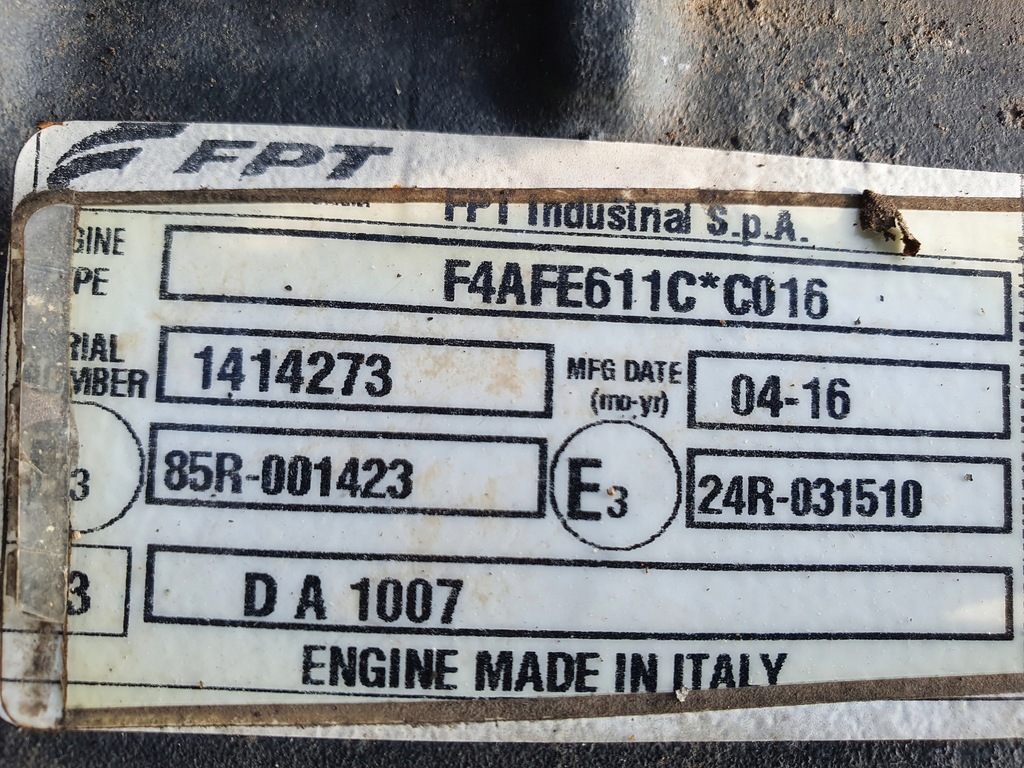 FPT
FPT Industrial S.p.A.
GINE
PE
F4AFE611C*C016
RIAL
MBER
1414273
MFG DATE
(mo-yr)
04-16
3
85R-001423
E3
24R-031510
3
D A 1007
ENGINE MADE IN ITALY